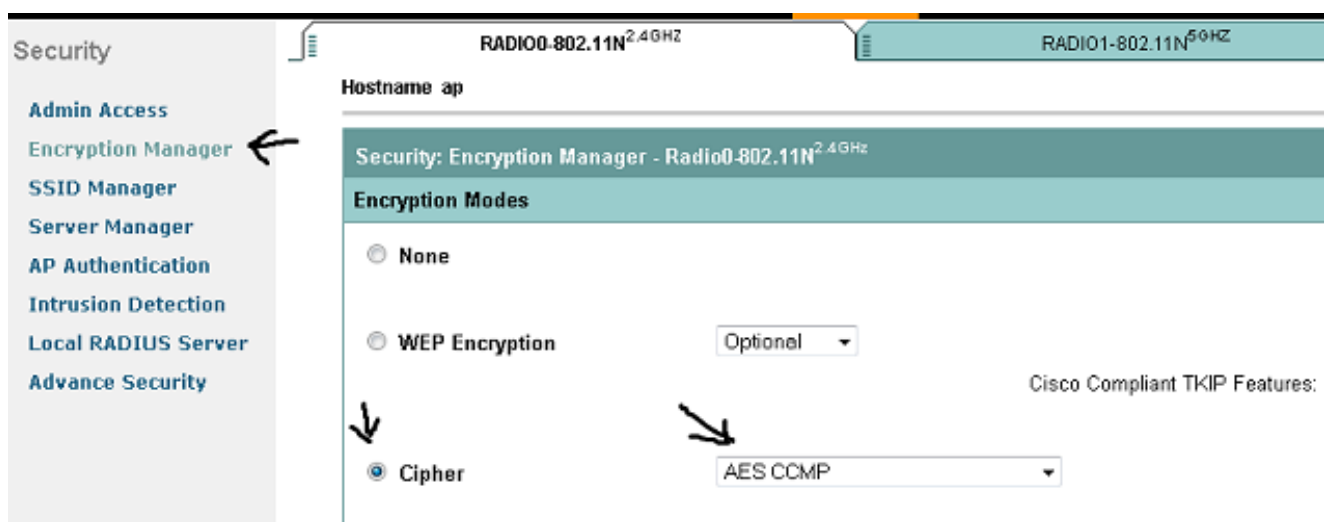 Security
RADIO0-802.11N2.4GHZ
RADIO1-802.11N5GHZ
Hostname ap
Admin Access
Encryption Manager
SSID Manager
Server Manager
AP Authentication
Intrusion Detection
Local RADIUS Server
Advance Security
Security: Encryption Manager - Radio0-802.11N2.4GHz
Encryption Modes
None
WEP Encryption Optional
Cisco Compliant TKIP Features:
Cipher AES CCMP